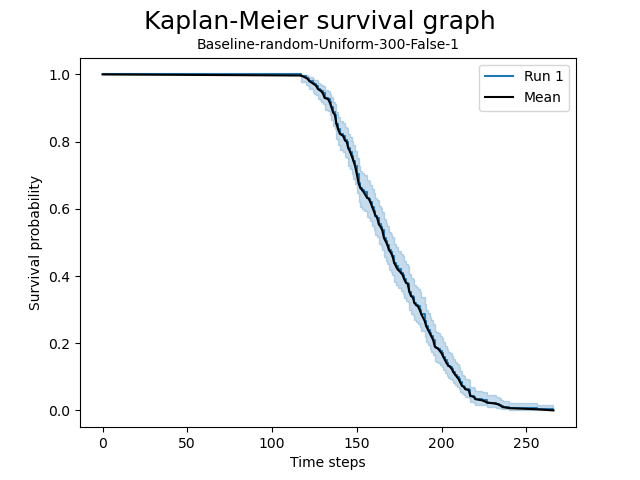 Kaplan-Meier survival graph
Baseline-random-Uniform-300-False-1
Run 1
Mean
Survival probability
1.0
0.8
0.6
0.4
0.2
0.0
0 50 100 150 200 250
Time steps